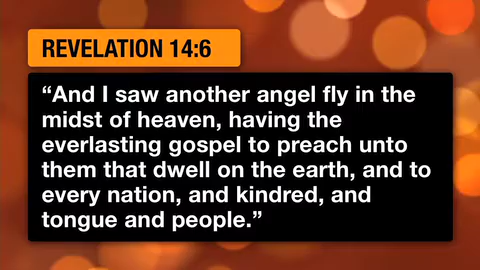 REVELATION 14:6
“And I saw another angel fly in the
midst of heaven, having the
everlasting gospel to preach unto
them that dwell on the earth, and to
every nation, and kindred, and
tongue and people.”